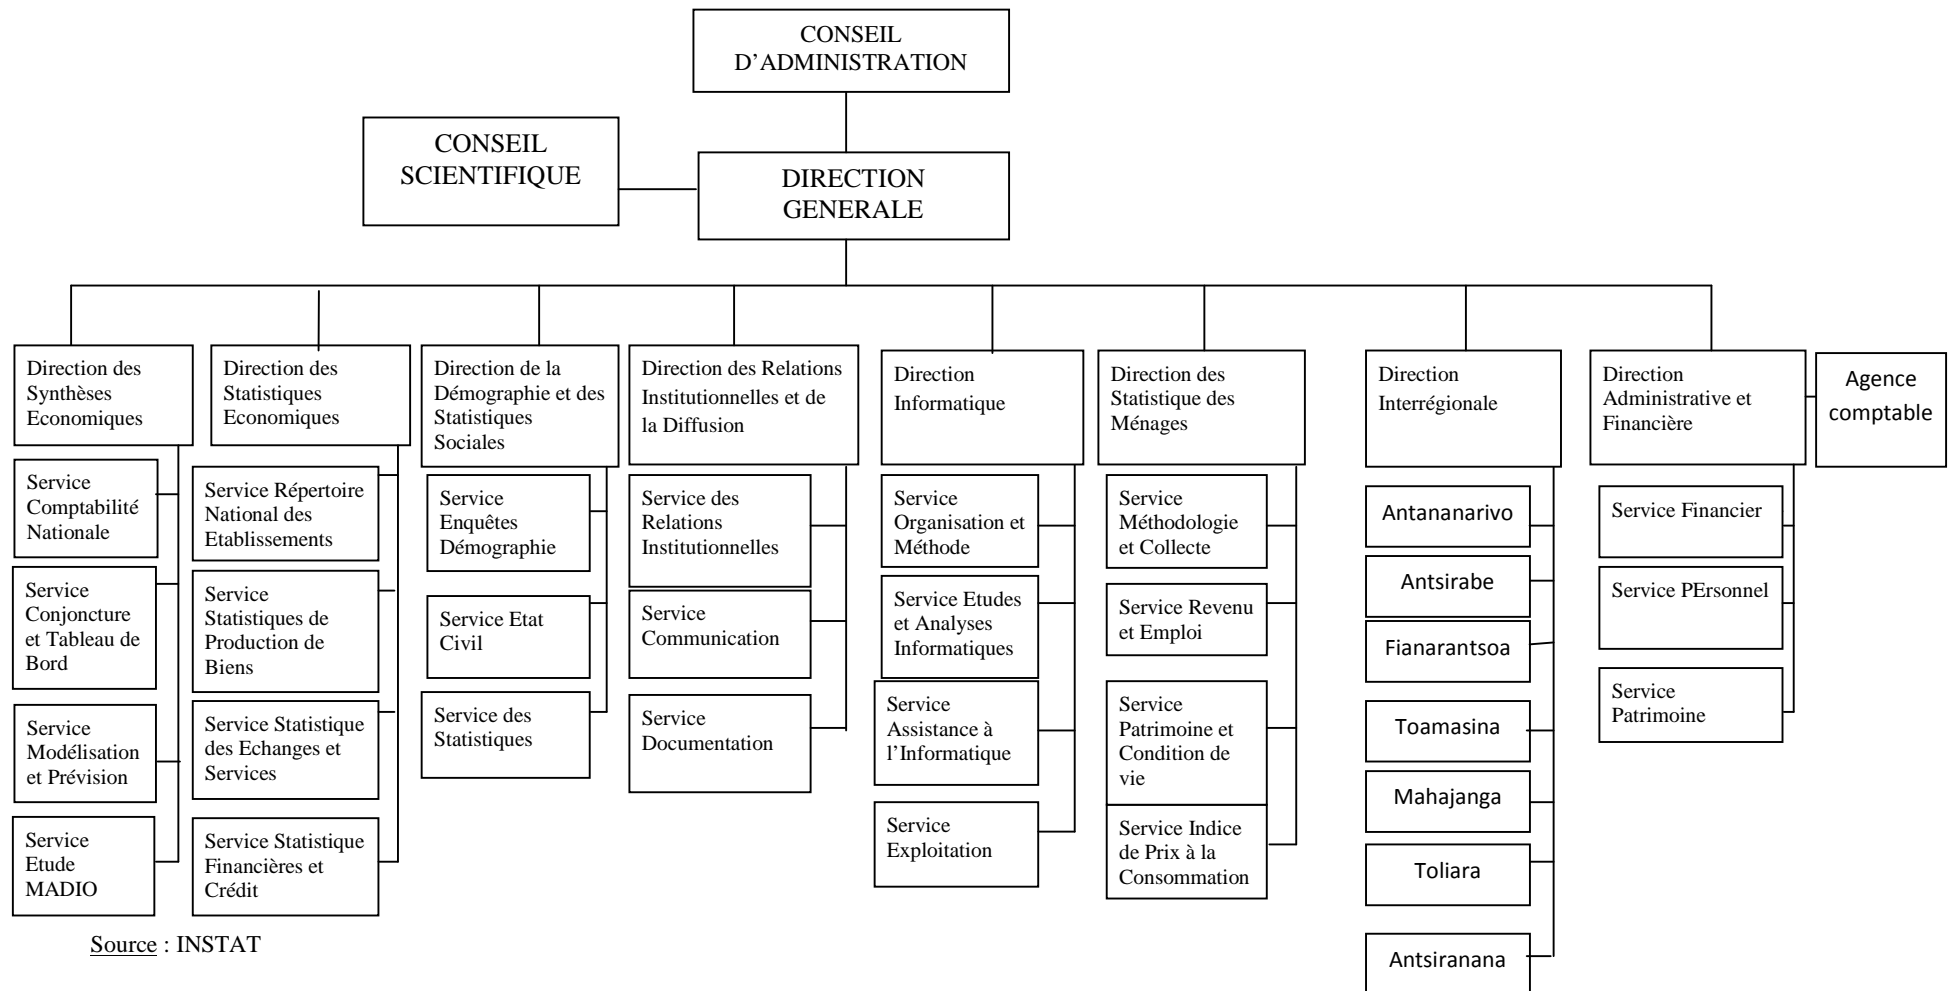 CONSEIL
D'ADMINISTRATION
CONSEIL
SCIENTIFIQUE
DIRECTION
GENERALE
Direction des
Synthèses
Economiques
Service
Comptabilité
Nationale
Service
Conjoncture
et Tableau de
Bord
Service
Modélisation
et Prévision
Service
Etude
MADIO
Direction des
Statistiques
Economiques
Service Répertoire
National des
Etablissements
Service
Statistiques de
Production de
Biens
Service Statistique
des Echanges et
Services
Service Statistique
Financières et
Crédit
Direction de la
Démographie et des
Statistiques
Sociales
Service
Enquêtes
Démographie
Service Etat
Civil
Service des
Statistiques
Direction des Relations
Institutionnelles et de
la Diffusion
Service des
Relations
Institutionnelles
Service
Communication
Service
Documentation
Direction
Informatique
Service
Organisation et
Méthode
Service Etudes
et Analyses
Informatiques
Service
Assistance à
l'Informatique
Service
Exploitation
Direction des
Statistique des
Ménages
Service
Méthodologie
et Collecte
Service Revenu
et Emploi
Service
Patrimoine et
Condition de
vie
Service Indice
de Prix à la
Consommation
Direction
Interrégionale
Antananarivo
Antsirabe
Fianarantsoa
Toamasina
Mahajanga
Toliara
Antsiranana
Direction
Administrative et
Financière
Service Financier
Service PErsonnel
Service
Patrimoine
Agence
comptable
Source : INSTAT